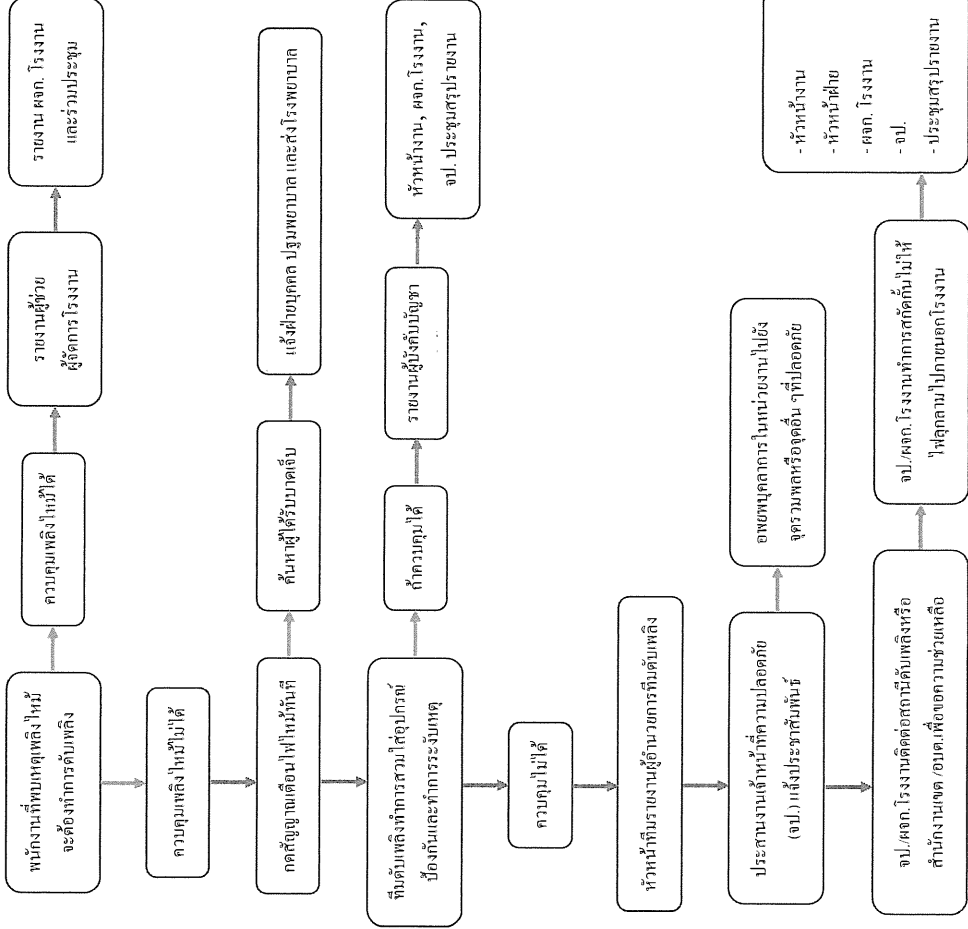 พนักงานที่พบเหตุเพลิงไหม้
จะต้องทำการดับเพลิง
ควบคุมเพลิงไหม้ได้
รายงานผู้ช่วย
ผู้จัดการโรงงาน
รายงาน ผจก. โรงงาน
และร่วมประชุม
ควบคุมเพลิงไหม้ไม่ได้
กดสัญญาณเตือนไฟไหม้ทันที
ค้นหาผู้ได้รับบาดเจ็บ
แจ้งฝ่ายบุคคล ปฐมพยาบาล และส่งโรงพยาบาล
ทีมดับเพลิงทำการสวมใส่อุปกรณ์
ป้องกันและทำการระงับเหตุ
ถ้าควบคุมได้
รายงานผู้บังคับบัญชา
หัวหน้างาน, ผจก.โรงงาน,
จป. ประชุมสรุปรายงาน
ควบคุมไม่ได้
หัวหน้าทีมรายงานผู้อำนวยการทีมดับเพลิง
ประสานงานเจ้าหน้าที่ความปลอดภัย
(จป.) แจ้งประชาสัมพันธ์
อพยพบุคลาการในหน่วยงานไปยัง
จุดรวมพลหรือจุดอื่น ๆที่ปลอดภัย
จป./ผจก.โรงงานติดต่อสถานีดับเพลิงหรือ
สำนักงานเขต /อบต.เพื่อขอความช่วยเหลือ
จป./ผจก.โรงงานทำการสกัดกั้นไม่ให้
ไฟลุกลามไปภายนอกโรงงาน
- หัวหน้างาน
- หัวหน้าฝ่าย
- ผจก. โรงงาน
- จป.
- ประชุมสรุปรายงาน